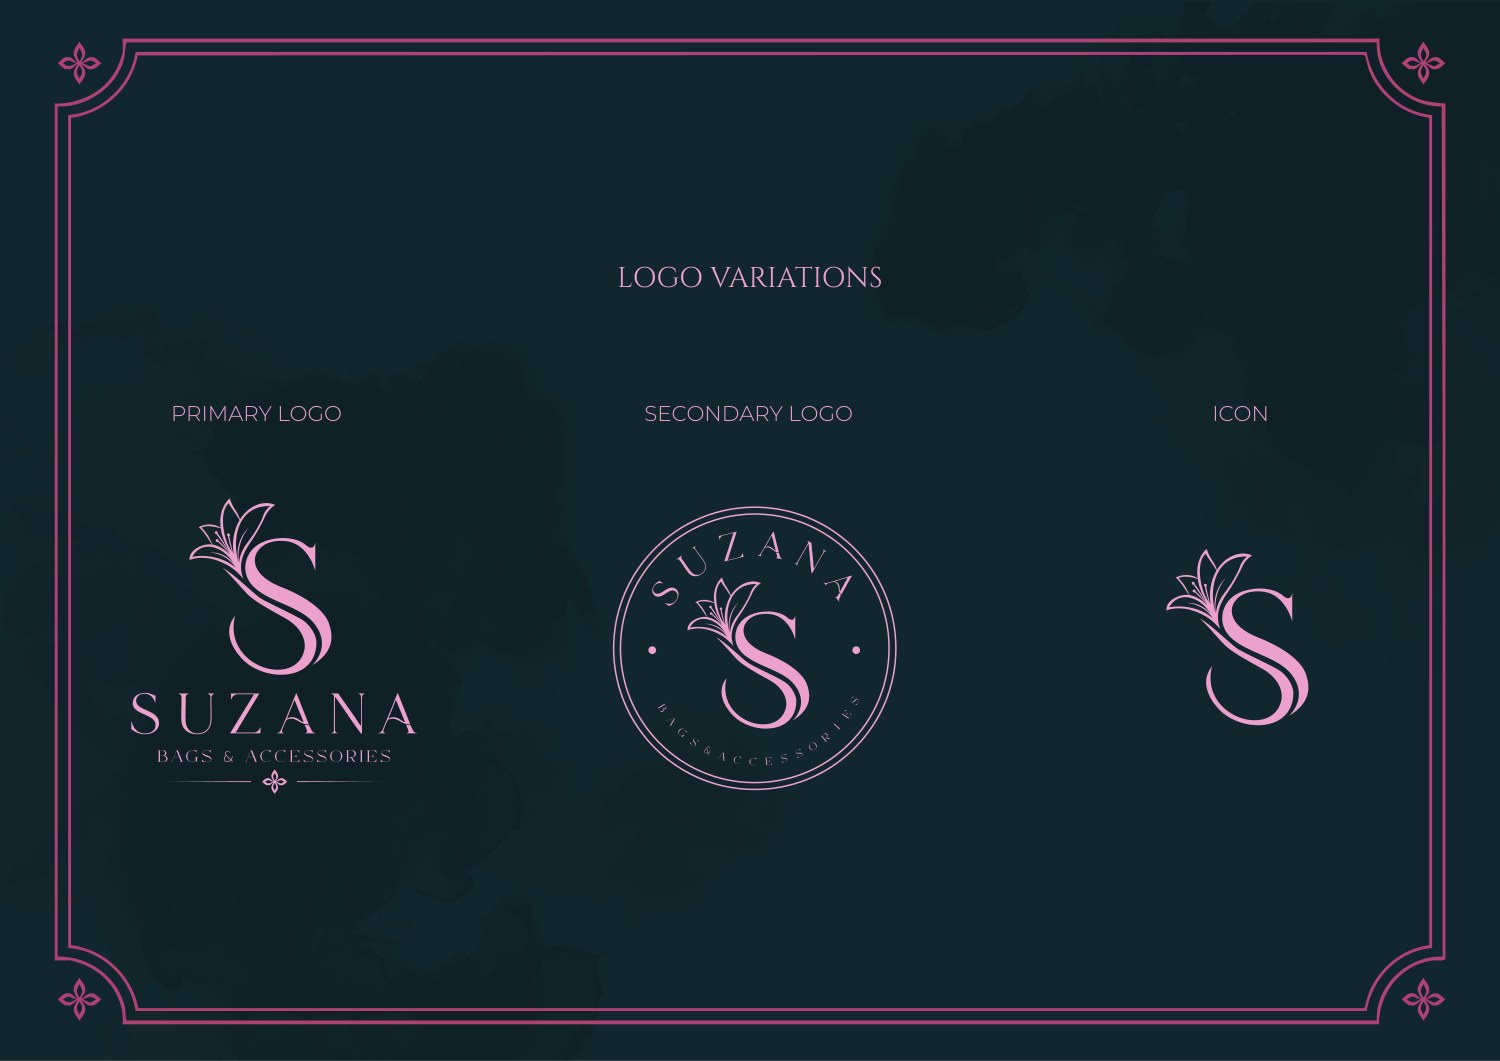 LOGO VARIATIONS
PRIMARY LOGO
SECONDARY LOGO
ICON
S
SUZANA
BAGS & ACCESSORIES
SUZANA
S
BAGS & ACCESSORIES
S